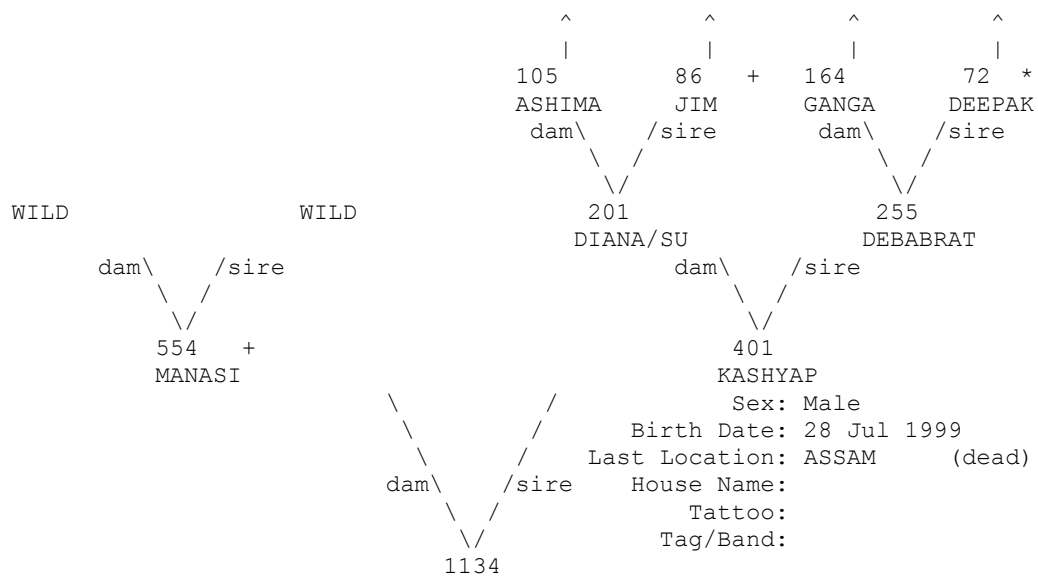 ^ ^ ^ ^
| | | |
105 86 + 164 72 *
ASHIMA JIM GANGA DEEPAK
dam\ /sire dam\ /sire
\ / \ /
\/ \/
WILD WILD 201 255
DIANA/SU DEBABRAT
dam\ /sire dam\ /sire
\ / \ /
\/ \/
554 + 401
MANASI KASHYAP
\ / Sex: Male
\ / Birth Date: 28 Jul 1999
\ / Last Location: ASSAM (dead)
dam\ /sire House Name:
\ / Tattoo:
\/ Tag/Band:
1134